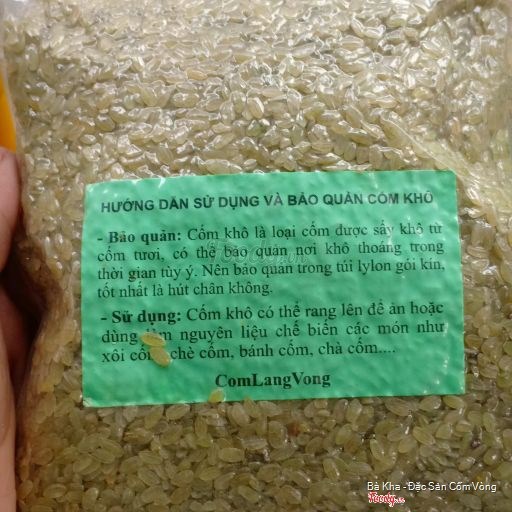 HƯỚNG DẪN SỬ DỤNG VÀ BẢO QUẢN CỐM KHÔ
- Bảo quản: Cốm khô là loại cốm được sấy khô từ
cốm tươi, có thể bảo quản nơi khô thoáng trong
thời gian tùy ý. Nên bảo quản trong túi lylon gói kín,
tốt nhất là hút chân không.
- Sử dụng: Cốm khô có thể rang lên để ăn hoặc
dùng làm nguyên liệu chế biến các món như
xôi cốm, chè cốm, bánh cốm, chả cốm....
ComLangVong
Bà Kha - Đặc Sản Cốm Vòng
Foody.vn